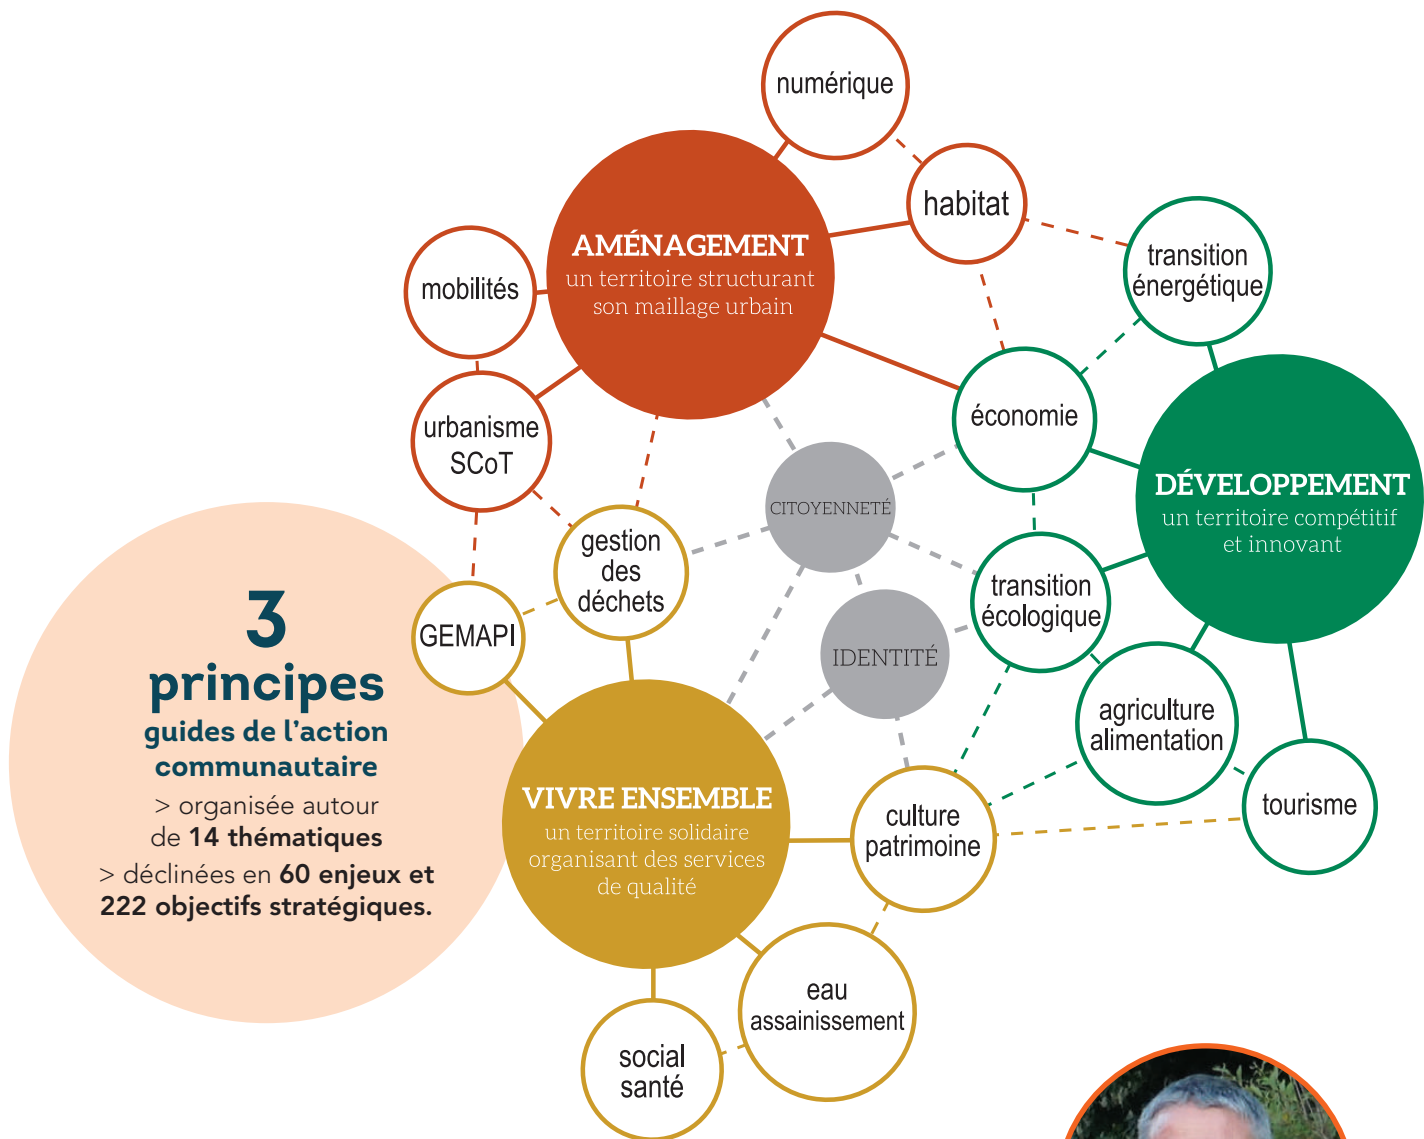 numérique
habitat
AMÉNAGEMENT
un territoire structurant
son maillage urbain
transition
énergétique
mobilités
économie
urbanisme
SCoT
DÉVELOPPEMENT
un territoire compétitif
et innovant
CITOYENNETÉ
gestion
des
déchets
transition
écologique
3
principes
guides de l’action
communautaire
> organisée autour
de 14 thématiques
> déclinées en 60 enjeux et
222 objectifs stratégiques.
GEMAPI
IDENTITÉ
agriculture
alimentation
VIVRE ENSEMBLE
un territoire solidaire
organisant des services
de qualité
culture
patrimoine
tourisme
eau
assainissement
social
santé